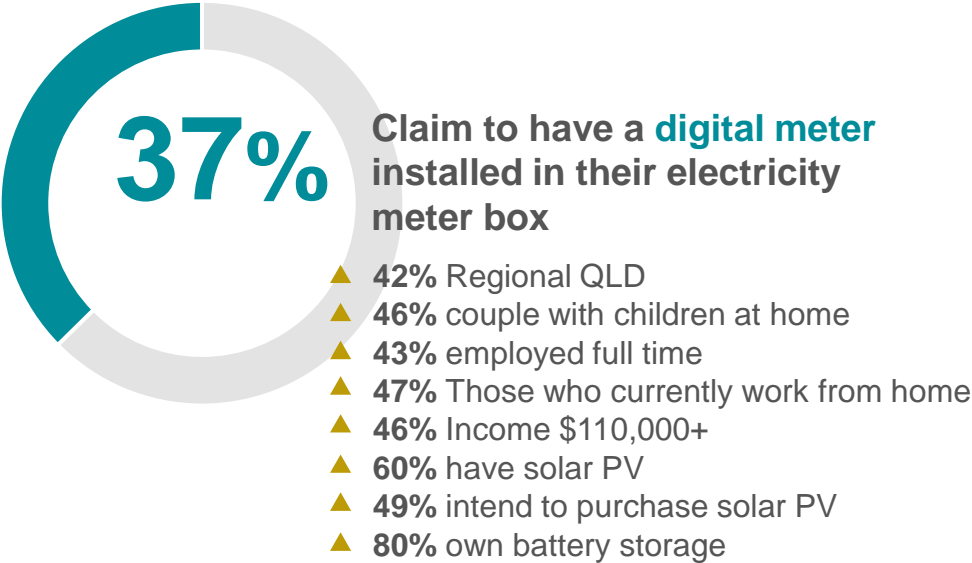 37%
Claim to have a digital meter
installed in their electricity
meter box
42% Regional QLD
46% couple with children at home
43% employed full time
47% Those who currently work from home
46% Income $110,000+
60% have solar PV
49% intend to purchase solar PV
80% own battery storage